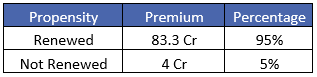 Propensity Premium Percentage
Renewed 83.3 Cr 95%
Not Renewed 4 Cr 5%